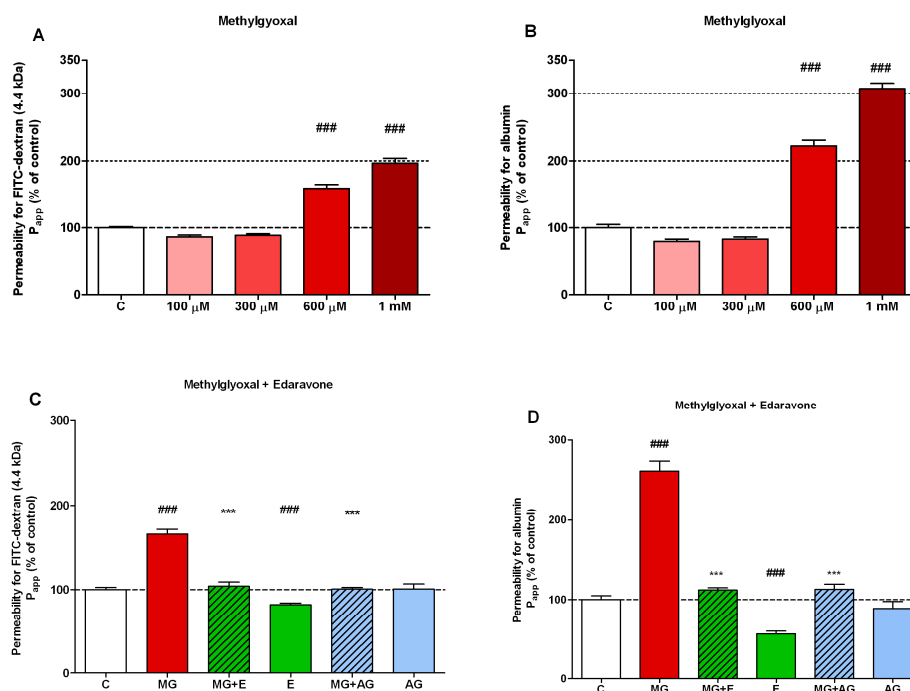 Methylgyoxal
A
Permeability for FITC-dextran (4.4 kDa)
Papp (% of control)
350
300
200
100
0
###
###
C
100 µM
300 µM
600 µM
1 mM
Methylglyoxal
B
Permeability for albumin
Papp (% of control)
350
300
200
100
0
###
###
C
100 µM
300 µM
600 µM
1 mM
Methylglyoxal + Edaravone
C
Permeability for FITC-dextran (4.4 kDa)
Papp (% of control)
300
200
100
0
###
***
###
***
C
MG
MG+E
E
MG+AG
AG
Methylglyoxal + Edaravone
D
Permeability for albumin
Papp (% of control)
300
200
100
0
###
***
###
***
C
MG
MG+E
E
MG+AG
AG